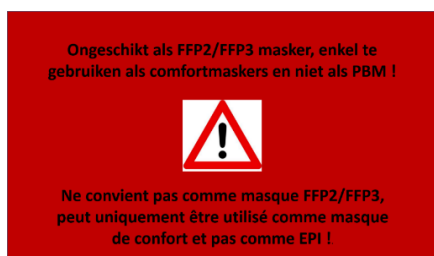 Ongeschikt als FFP2/FFP3 masker, enkel te
gebruiken als comfortmaskers en niet als PBM !
Ne convient pas comme masque FFP2/FFP3,
peut uniquement être utilisé comme masque
de confort et pas comme EPI !